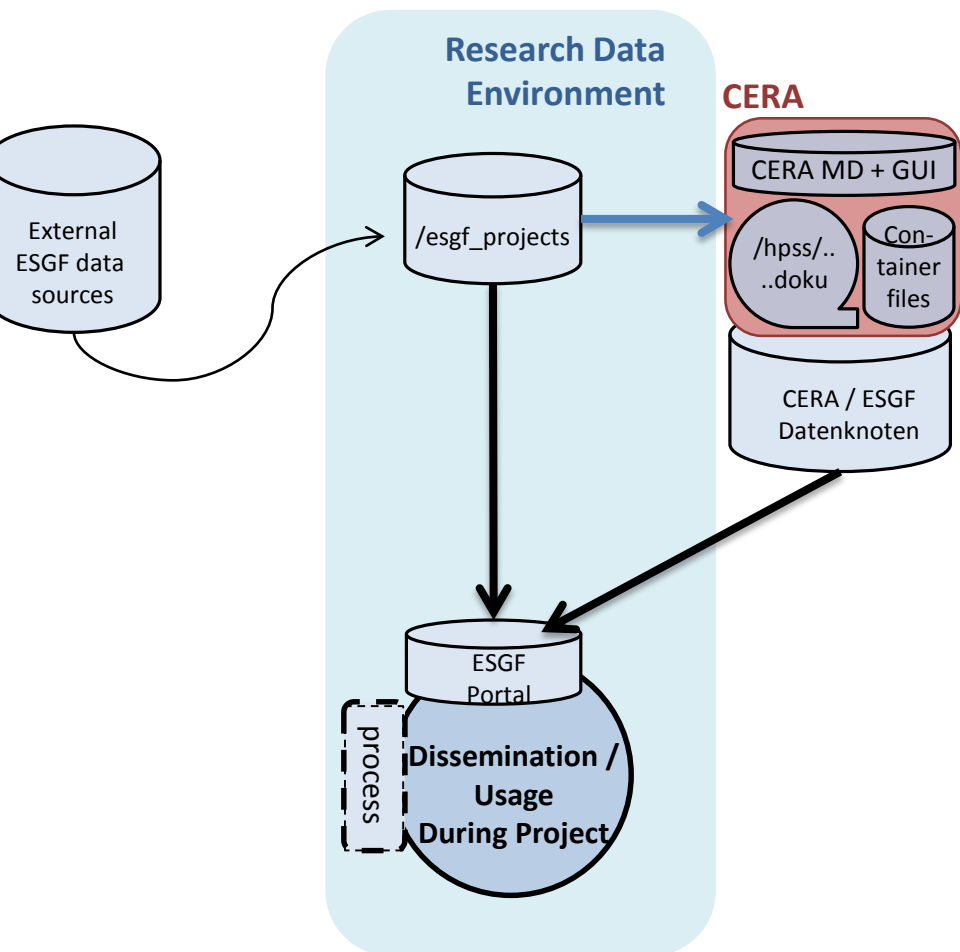 Research Data
Environment
CERA
CERA MD + GUI
External
ESGF data
sources
/esgf_projects
/hpss/..
..doku
Con-
tainer
files
CERA / ESGF
Datenknoten
ESGF
Portal
process
Dissemination /
Usage
During Project